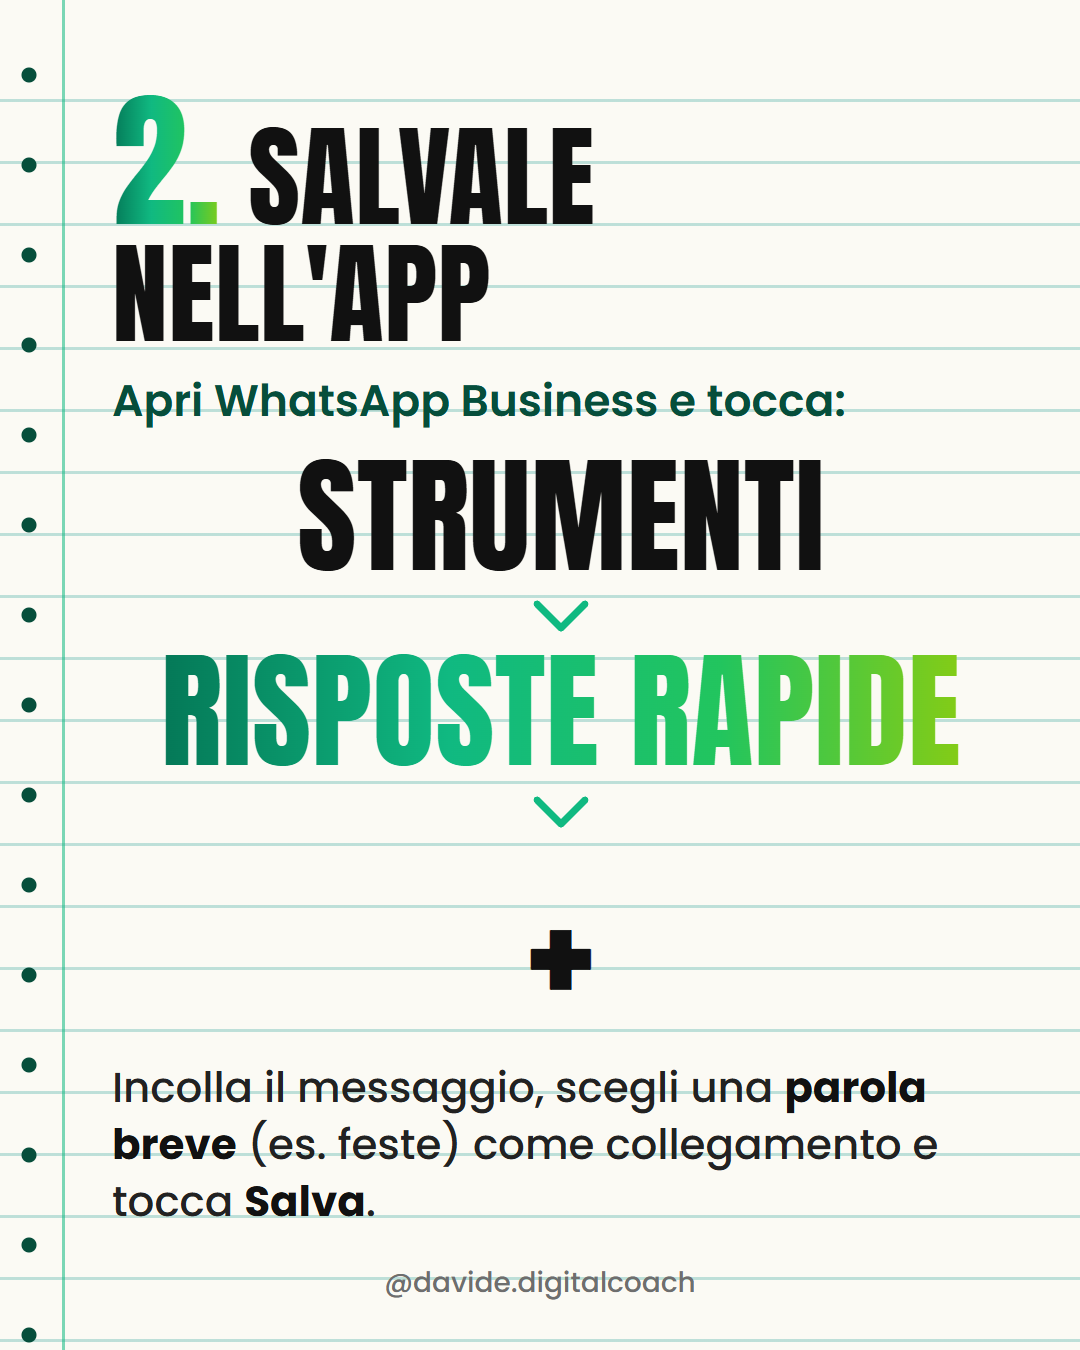 2. SALVALE
NELL'APP
Apri WhatsApp Business e tocca:
STRUMENTI
RISPOSTE RAPIDE
+
Incolla il messaggio, scegli una parola
breve (es. feste) come collegamento e
tocca Salva.
@davide.digitalcoach